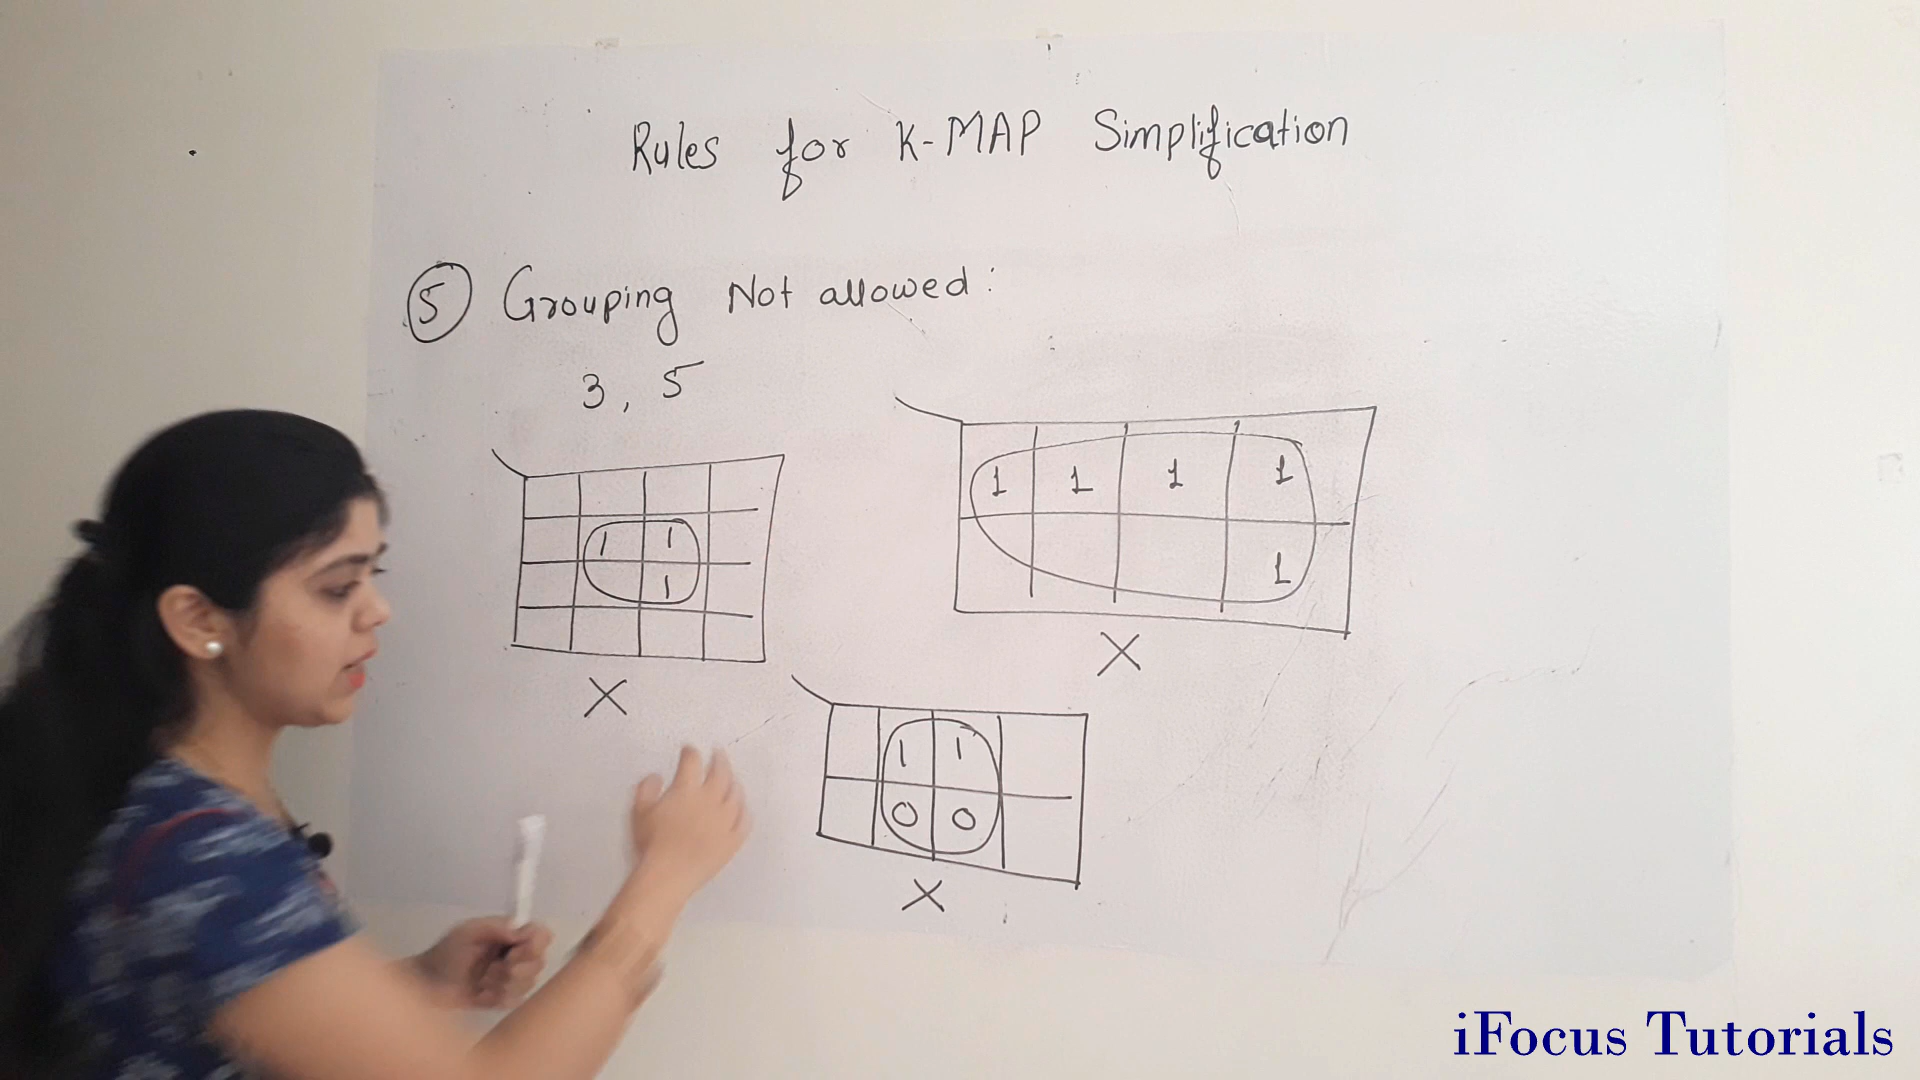 Rules for K-MAP Simplification
5 Grouping Not allowed:
3, 5
1 1 1 1
1 1
1
1
X
X
1 1
0 0
X
iFocus Tutorials